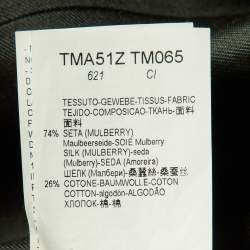 TMA51Z TM065
621 CI
TESSUTO-GEWEBE-TISSUS-FABRIC
TEJIDO-COMPOSICAO-ТКАНЬ-面料
面料
74% SETA (MULBERRY)
Maulbeerseide-SOIE Mulberry
SILK (MULBERRY)-seda
(Mulberry)-SEDA (Amoreira)
ШЕЛК (Малбери)-桑蠶絲-桑蚕丝
26% COTONE-BAUMWOLLE-COTON
COTTON-algodón-ALGODÃO
ХЛОПОК-棉-棉